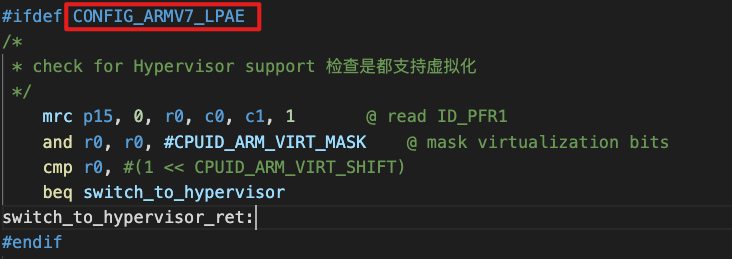 #ifdef CONFIG_ARMV7_LPAE
/*
 * check for Hypervisor support 检查是都支持虚拟化
 */
    mrc p15, 0, r0, c0, c1, 1       @ read ID_PFR1
    and r0, r0, #CPUID_ARM_VIRT_MASK    @ mask virtualization bits
    cmp r0, #(1 << CPUID_ARM_VIRT_SHIFT)
    beq switch_to_hypervisor
switch_to_hypervisor_ret:
#endif